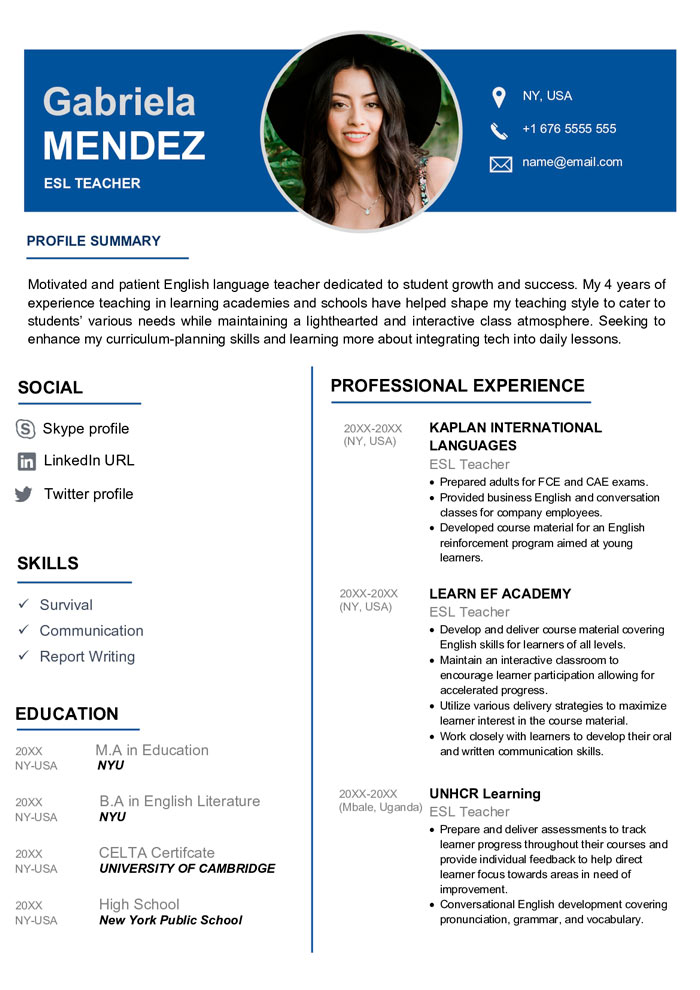 Gabriela
MENDEZ
ESL TEACHER
NY, USA
+1 676 5555 555
name@email.com
PROFILE SUMMARY
Motivated and patient English language teacher dedicated to student growth and success. My 4 years of
experience teaching in learning academies and schools have helped shape my teaching style to cater to
students’ various needs while maintaining a lighthearted and interactive class atmosphere. Seeking to
enhance my curriculum-planning skills and learning more about integrating tech into daily lessons.
SOCIAL
Skype profile
LinkedIn URL
Twitter profile
SKILLS
✓ Survival
✓ Communication
✓ Report Writing
EDUCATION
20XX M.A in Education
NY-USA NYU
20XX B.A in English Literature
NY-USA NYU
20XX CELTA Certifcate
NY-USA UNIVERSITY OF CAMBRIDGE
20XX High School
NY-USA New York Public School
PROFESSIONAL EXPERIENCE
20XX-20XX
(NY, USA)
KAPLAN INTERNATIONAL
LANGUAGES
ESL Teacher
• Prepared adults for FCE and CAE exams.
• Provided business English and conversation
classes for company employees.
• Developed course material for an English
reinforcement program aimed at young
learners.
20XX-20XX
(NY, USA)
LEARN EF ACADEMY
ESL Teacher
• Develop and deliver course material covering
English skills for learners of all levels.
• Maintain an interactive classroom to
encourage learner participation allowing for
accelerated progress.
• Utilize various delivery strategies to maximize
learner interest in the course material.
• Work closely with learners to develop their oral
and written communication skills.
20XX-20XX
(Mbale, Uganda)
UNHCR Learning
ESL Teacher
• Prepare and deliver assessments to track
learner progress throughout their courses and
provide individual feedback to help direct
learner focus towards areas in need of
improvement.
• Conversational English development covering
pronunciation, grammar, and vocabulary.